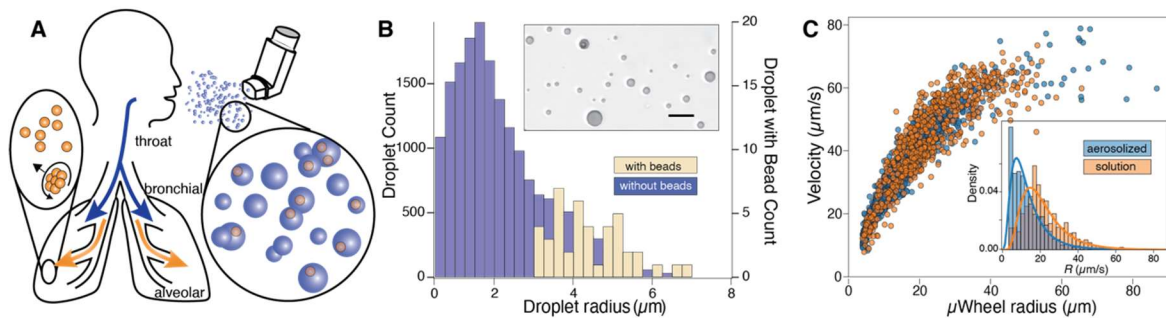 A
throat
bronchial
alveolar
B
Droplet Count
1500
1000
500
0
0
2
4
6
8
Droplet radius (µm)
20
15
10
5
0
Droplet with Bead Count
with beads
without beads
C
Velocity (µm/s)
80
60
40
20
0
0
20
40
60
80
µWheel radius (µm)
aerosolized
solution
Density
0.04
0.00
0
20
40
60
80
R (µm/s)